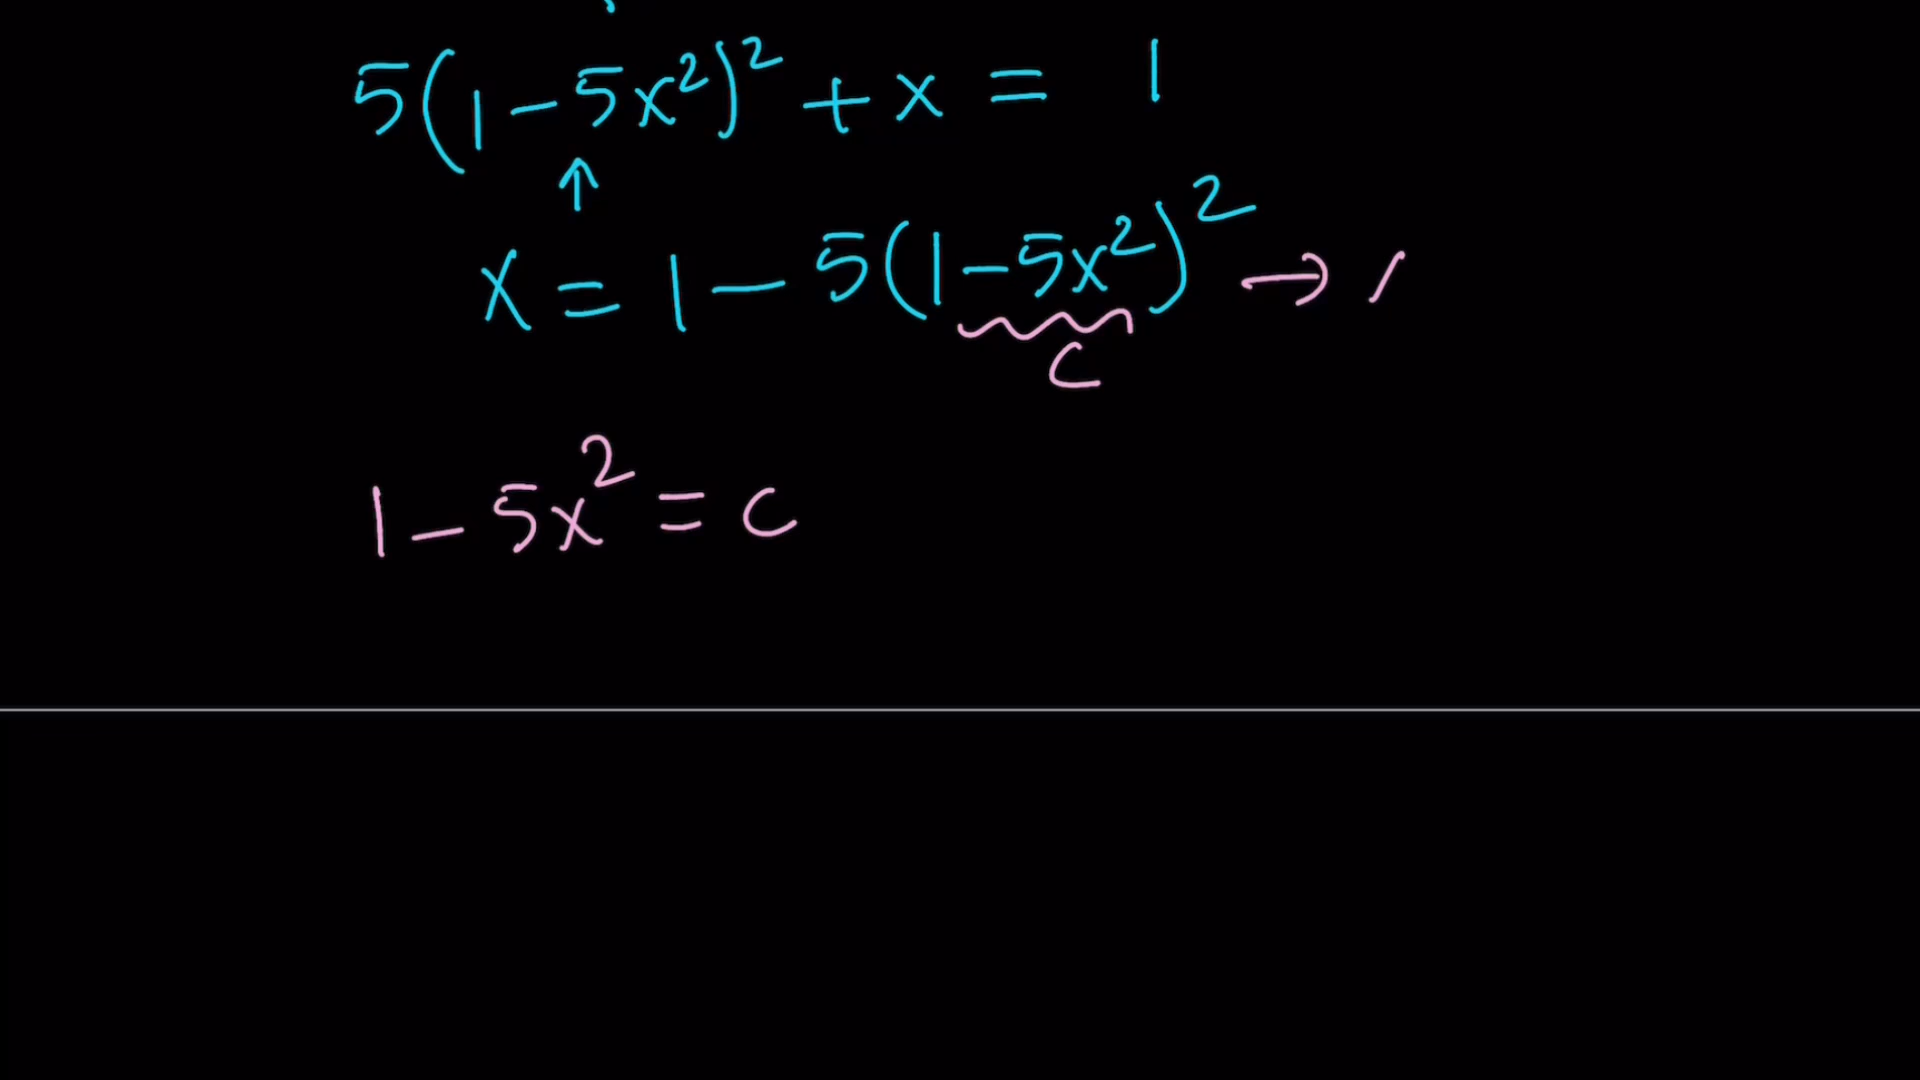 5(1-5x²)² + x = 1
↑
x = 1 - 5(1-5x²)² →
c
1 - 5x² = c